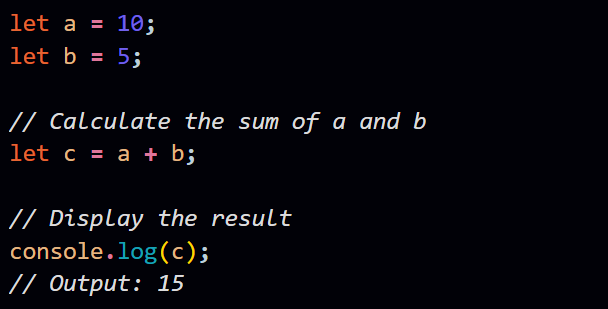 let a = 10;
let b = 5;

// Calculate the sum of a and b
let c = a + b;

// Display the result
console.log(c);
// Output: 15